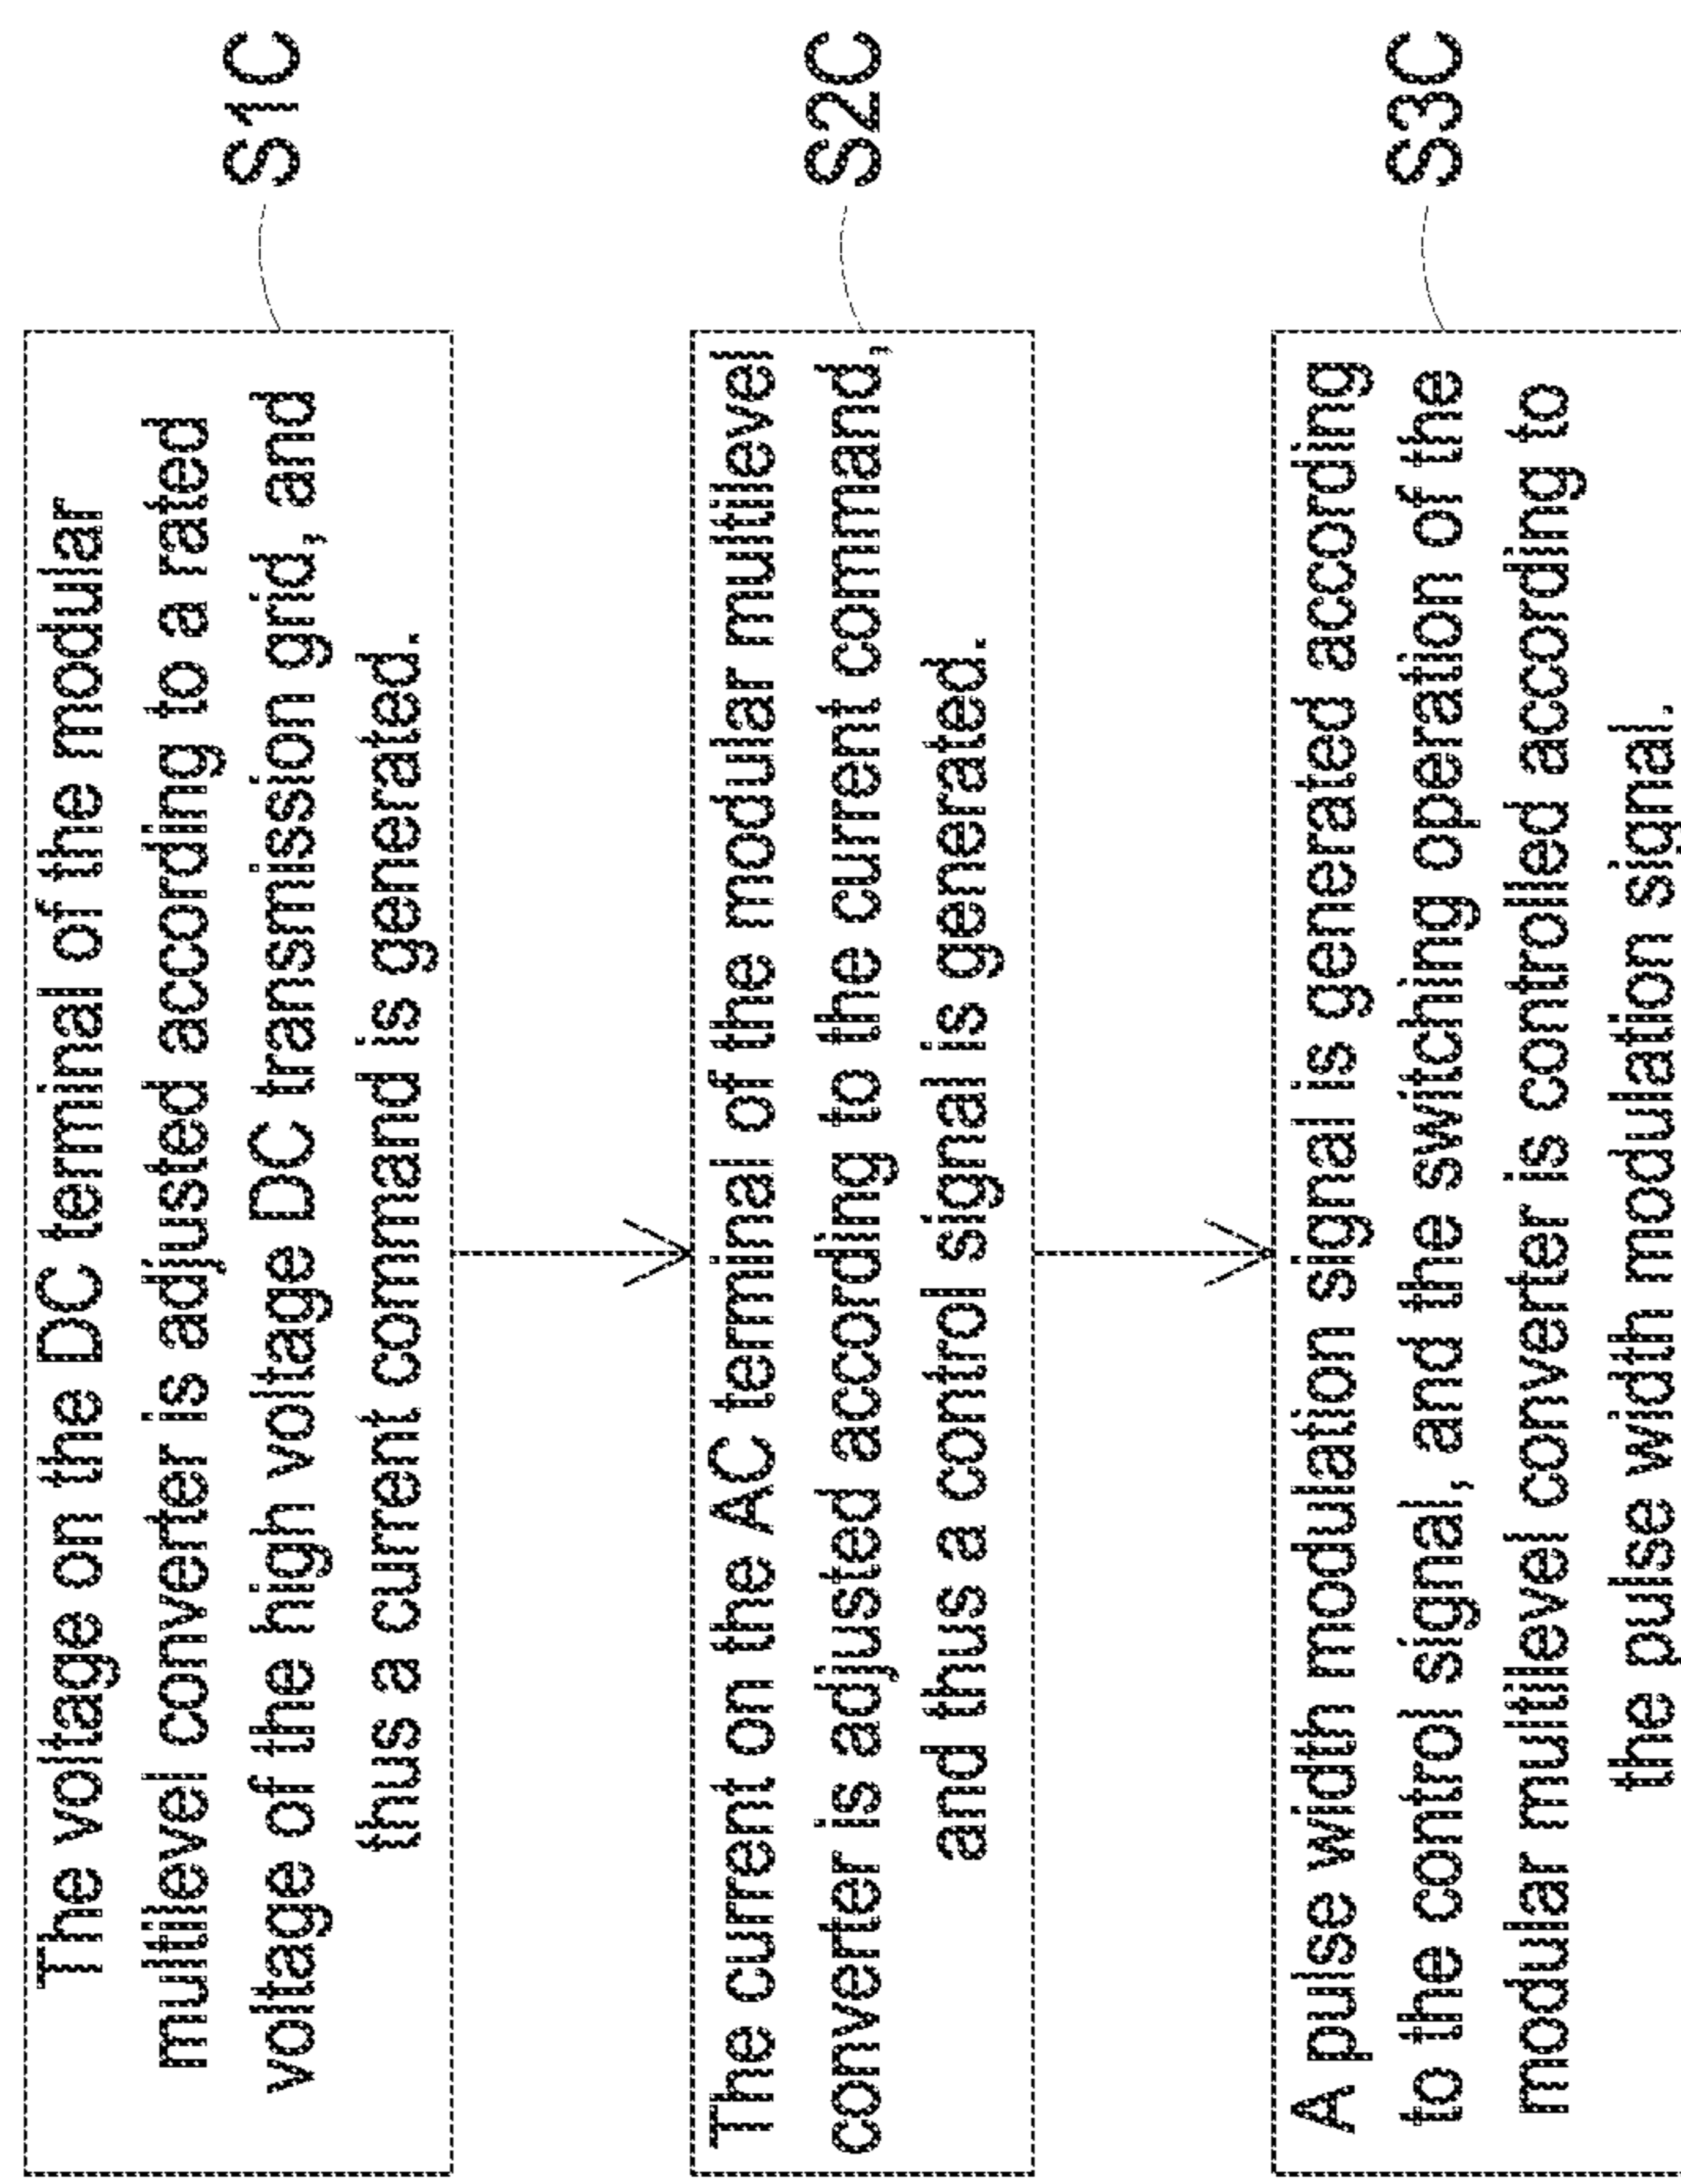 The voltage on the DC terminal of the modular
multilevel converter is adjusted according to a rated
voltage of the high voltage DC transmission grid, and
thus a current command is generated.
S1C
The current on the AC terminal of the modular multilevel
converter is adjusted according to the current command,
and thus a control signal is generated.
S2C
A pulse width modulation signal is generated according
to the control signal, and the switching operation of the
modular multilevel converter is controlled according to
the pulse width modulation signal.
S3C